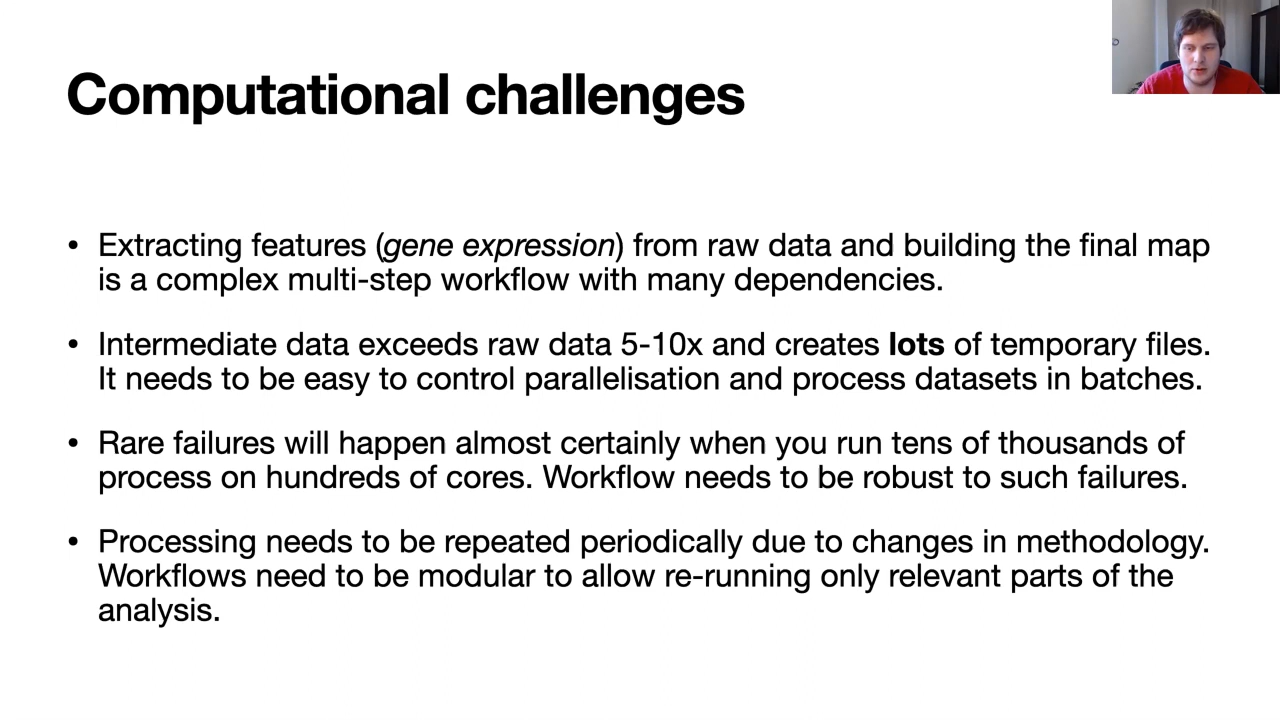 Computational challenges
• Extracting features (gene expression) from raw data and building the final map
is a complex multi-step workflow with many dependencies.
• Intermediate data exceeds raw data 5-10x and creates lots of temporary files.
It needs to be easy to control parallelisation and process datasets in batches.
• Rare failures will happen almost certainly when you run tens of thousands of
process on hundreds of cores. Workflow needs to be robust to such failures.
• Processing needs to be repeated periodically due to changes in methodology.
Workflows need to be modular to allow re-running only relevant parts of the
analysis.